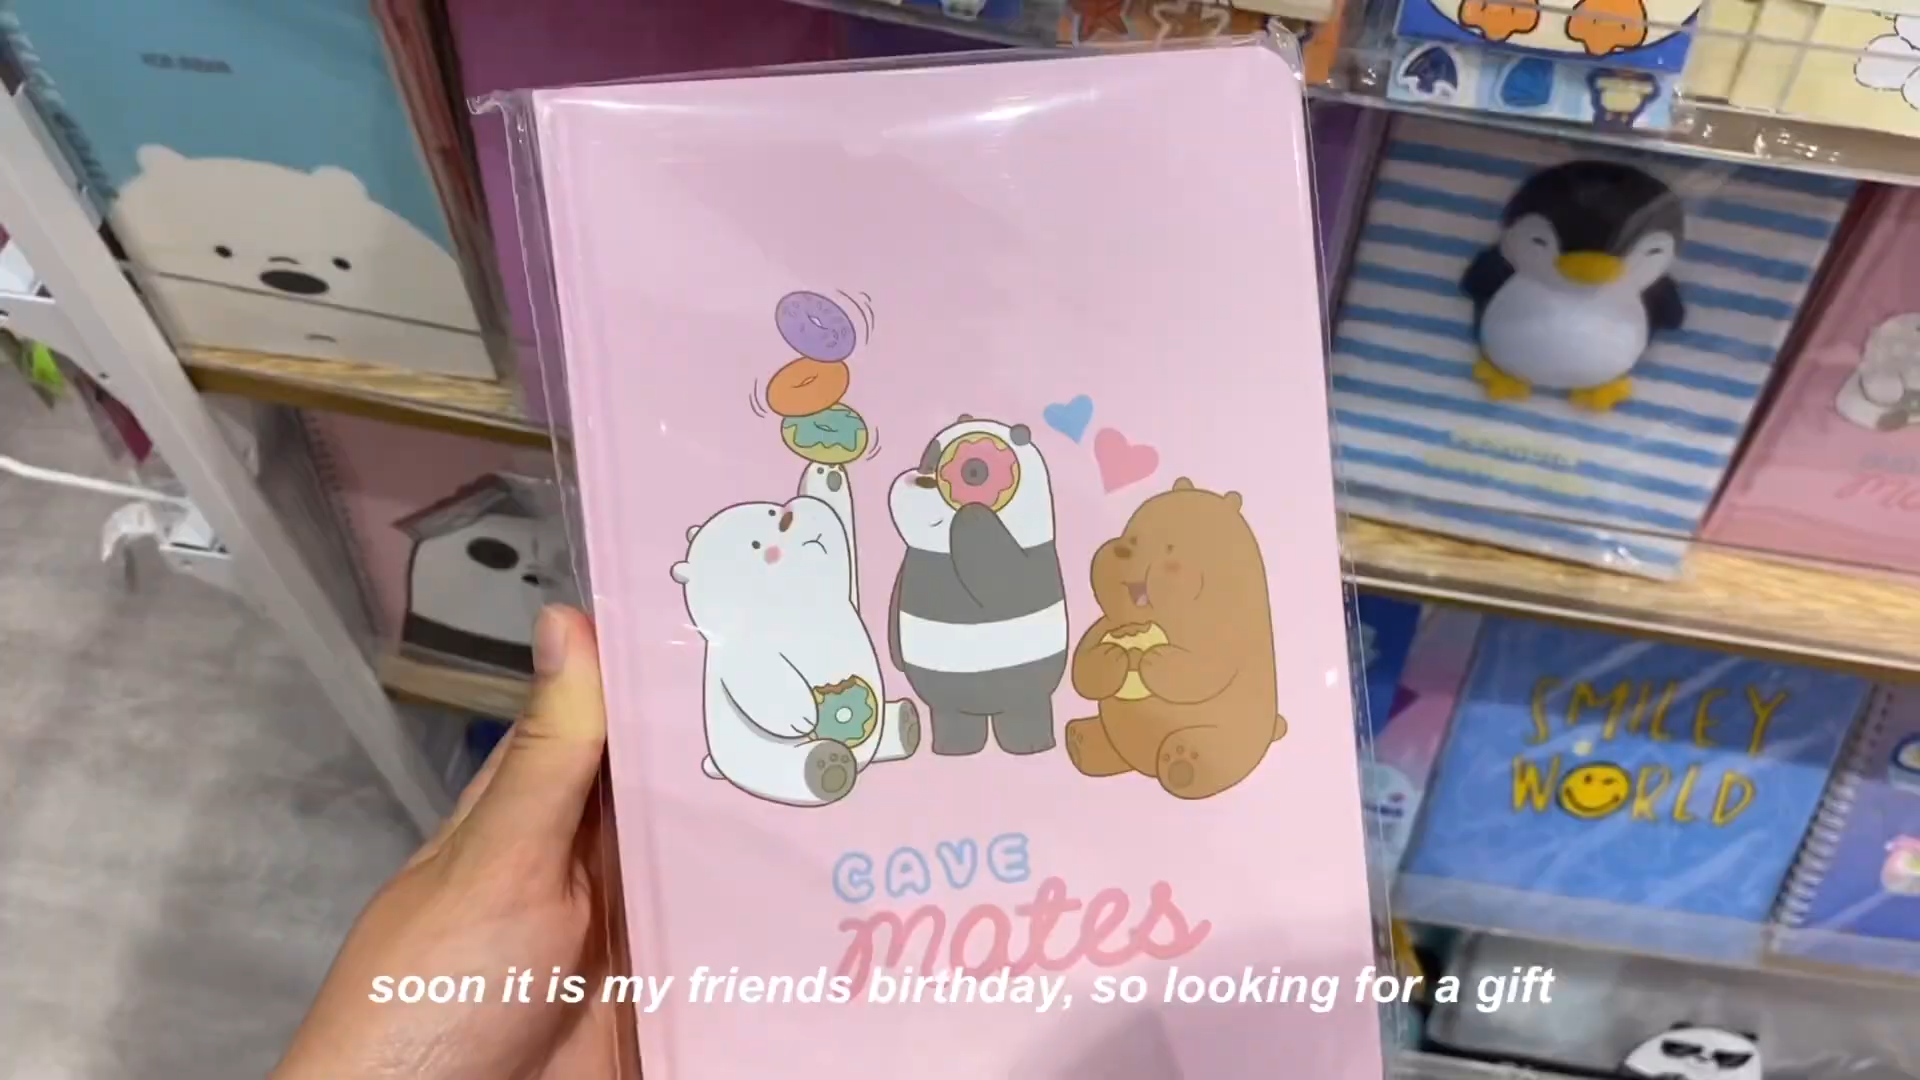 CAVE
mates
SMILEY
WORLD
soon it is my friends birthday, so looking for a gift